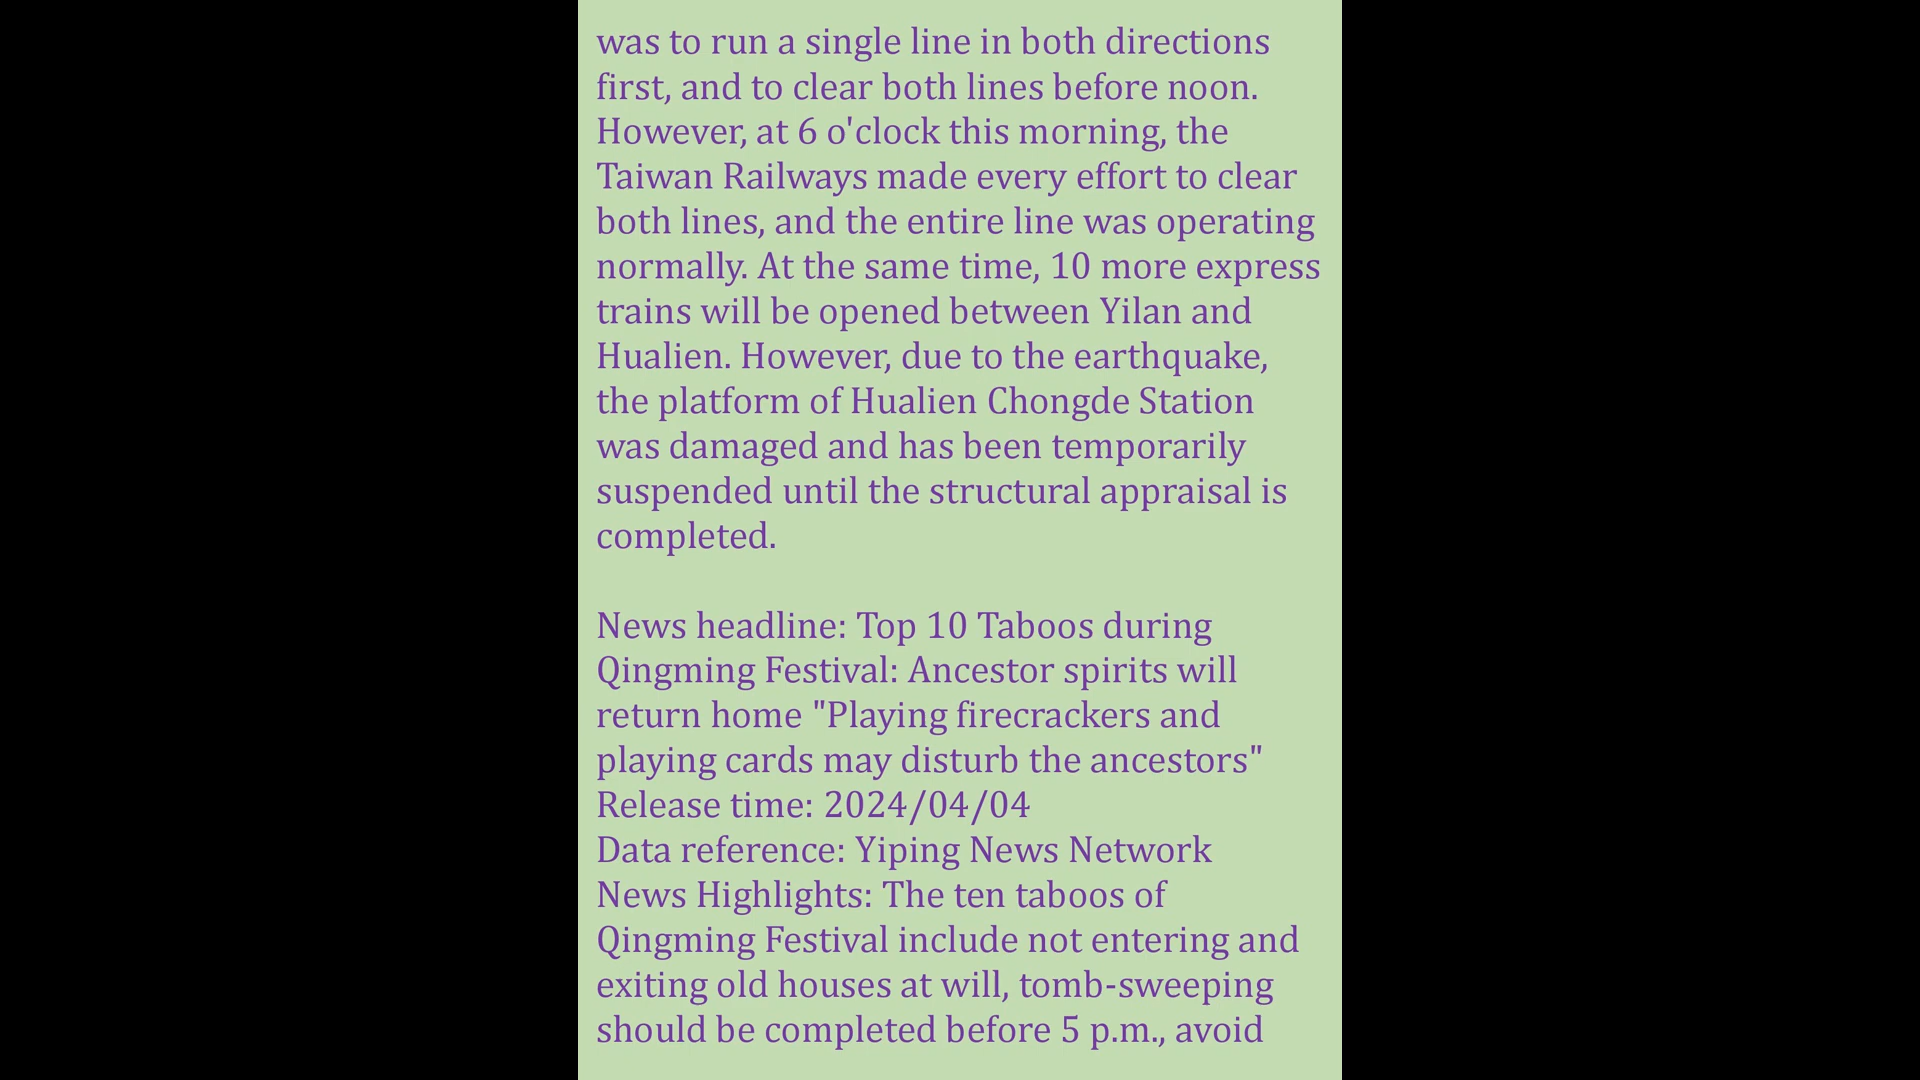 was to run a single line in both directions
first, and to clear both lines before noon.
However, at 6 o'clock this morning, the
Taiwan Railways made every effort to clear
both lines, and the entire line was operating
normally. At the same time, 10 more express
trains will be opened between Yilan and
Hualien. However, due to the earthquake,
the platform of Hualien Chongde Station
was damaged and has been temporarily
suspended until the structural appraisal is
completed.

News headline: Top 10 Taboos during
Qingming Festival: Ancestor spirits will
return home "Playing firecrackers and
playing cards may disturb the ancestors"
Release time: 2024/04/04
Data reference: Yiping News Network
News Highlights: The ten taboos of
Qingming Festival include not entering and
exiting old houses at will, tomb-sweeping
should be completed before 5 p.m., avoid